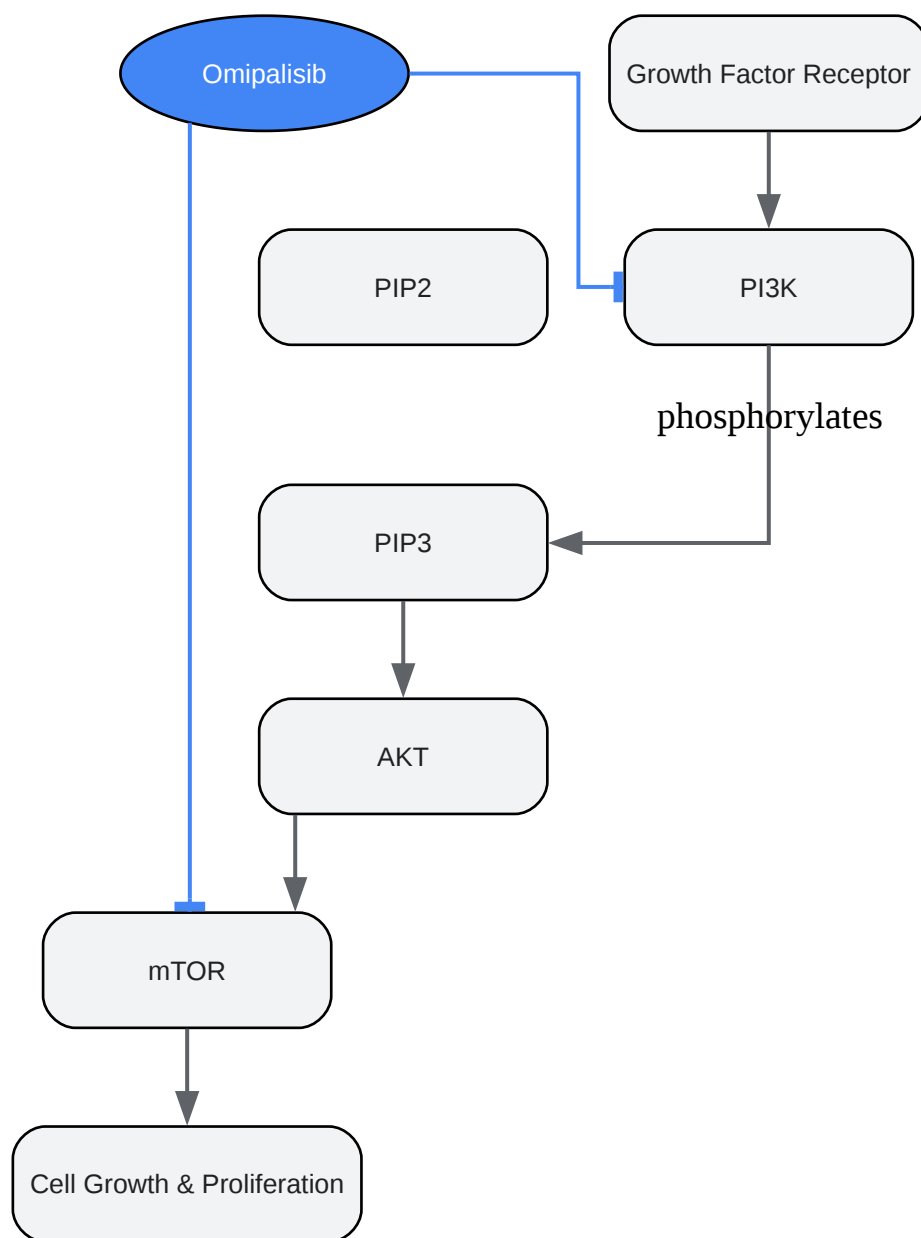 Omipalisib
Growth Factor Receptor
PIP2
PI3K
phosphorylates
PIP3
AKT
mTOR
Cell Growth & Proliferation